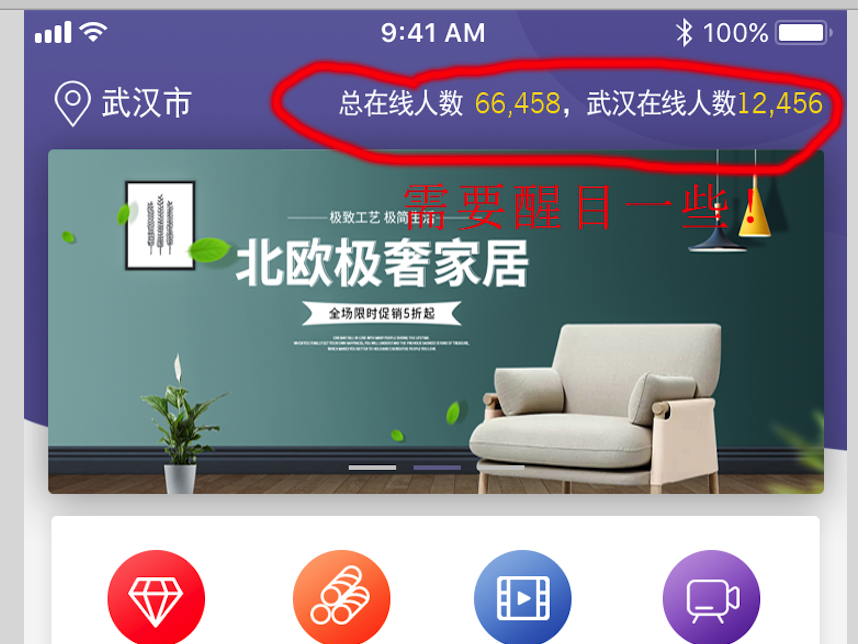 9:41 AM 100%
武汉市 总在线人数 66,458，武汉在线人数12,456
需要醒目一些！
极致工艺 极简生活
北欧极奢家居
全场限时促销5折起